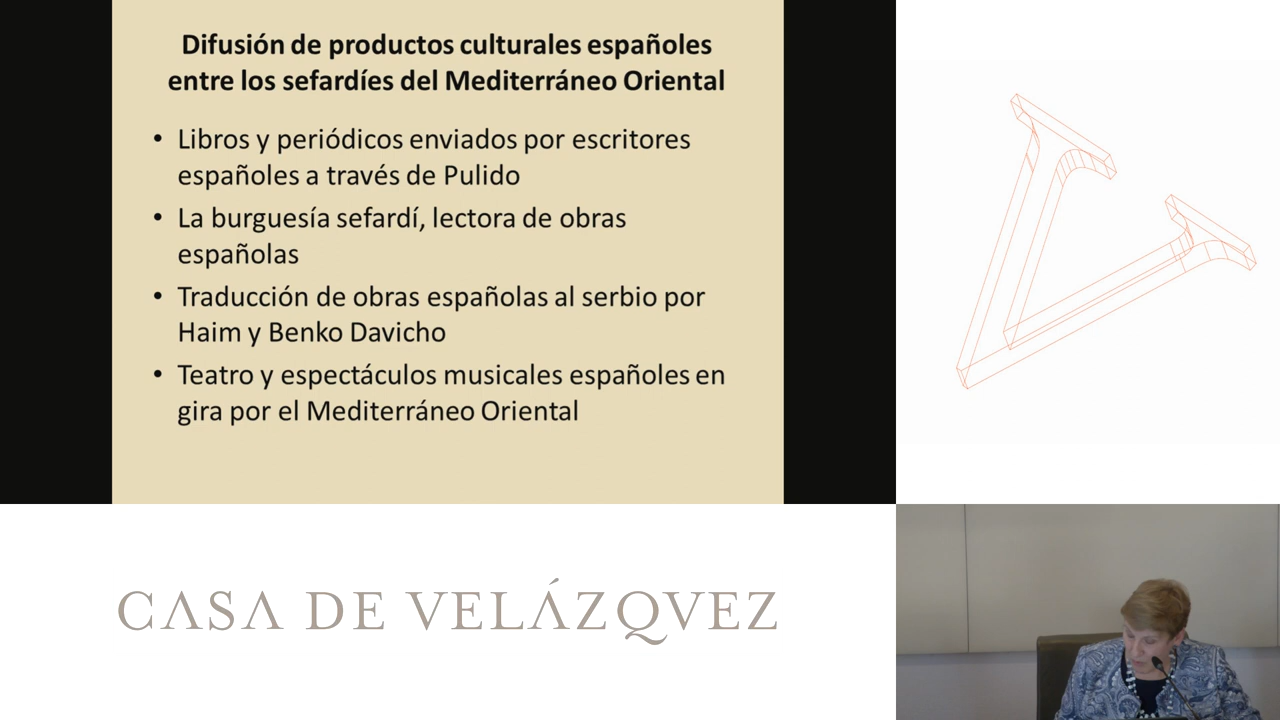 Difusión de productos culturales españoles
entre los sefardíes del Mediterráneo Oriental
• Libros y periódicos enviados por escritores
españoles a través de Pulido
• La burguesía sefardí, lectora de obras
españolas
• Traducción de obras españolas al serbio por
Haim y Benko Davicho
• Teatro y espectáculos musicales españoles en
gira por el Mediterráneo Oriental
CASA DE VELÁZQVEZ